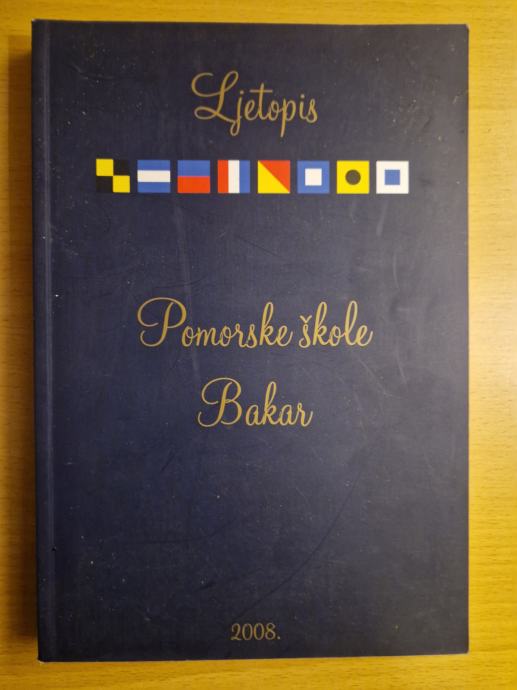 Ljetopis
Pomorske škole
Bakar
2008.